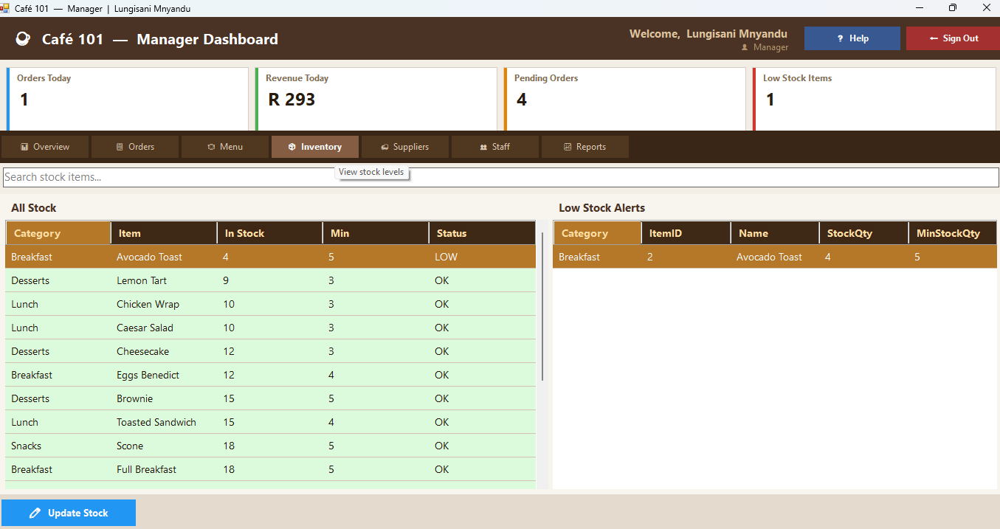 Café 101 — Manager | Lungisani Mnyandu
Café 101 — Manager Dashboard
Welcome, Lungisani Mnyandu
Manager
? Help
← Sign Out
Orders Today
1
Revenue Today
R 293
Pending Orders
4
Low Stock Items
1
Overview Orders Menu Inventory Suppliers Staff Reports
View stock levels
Search stock items...
All Stock
Category Item In Stock Min Status
Breakfast Avocado Toast 4 5 LOW
Desserts Lemon Tart 9 3 OK
Lunch Chicken Wrap 10 3 OK
Lunch Caesar Salad 10 3 OK
Desserts Cheesecake 12 3 OK
Breakfast Eggs Benedict 12 4 OK
Desserts Brownie 15 5 OK
Lunch Toasted Sandwich 15 4 OK
Snacks Scone 18 5 OK
Breakfast Full Breakfast 18 5 OK
Low Stock Alerts
Category ItemID Name StockQty MinStockQty
Breakfast 2 Avocado Toast 4 5
Update Stock